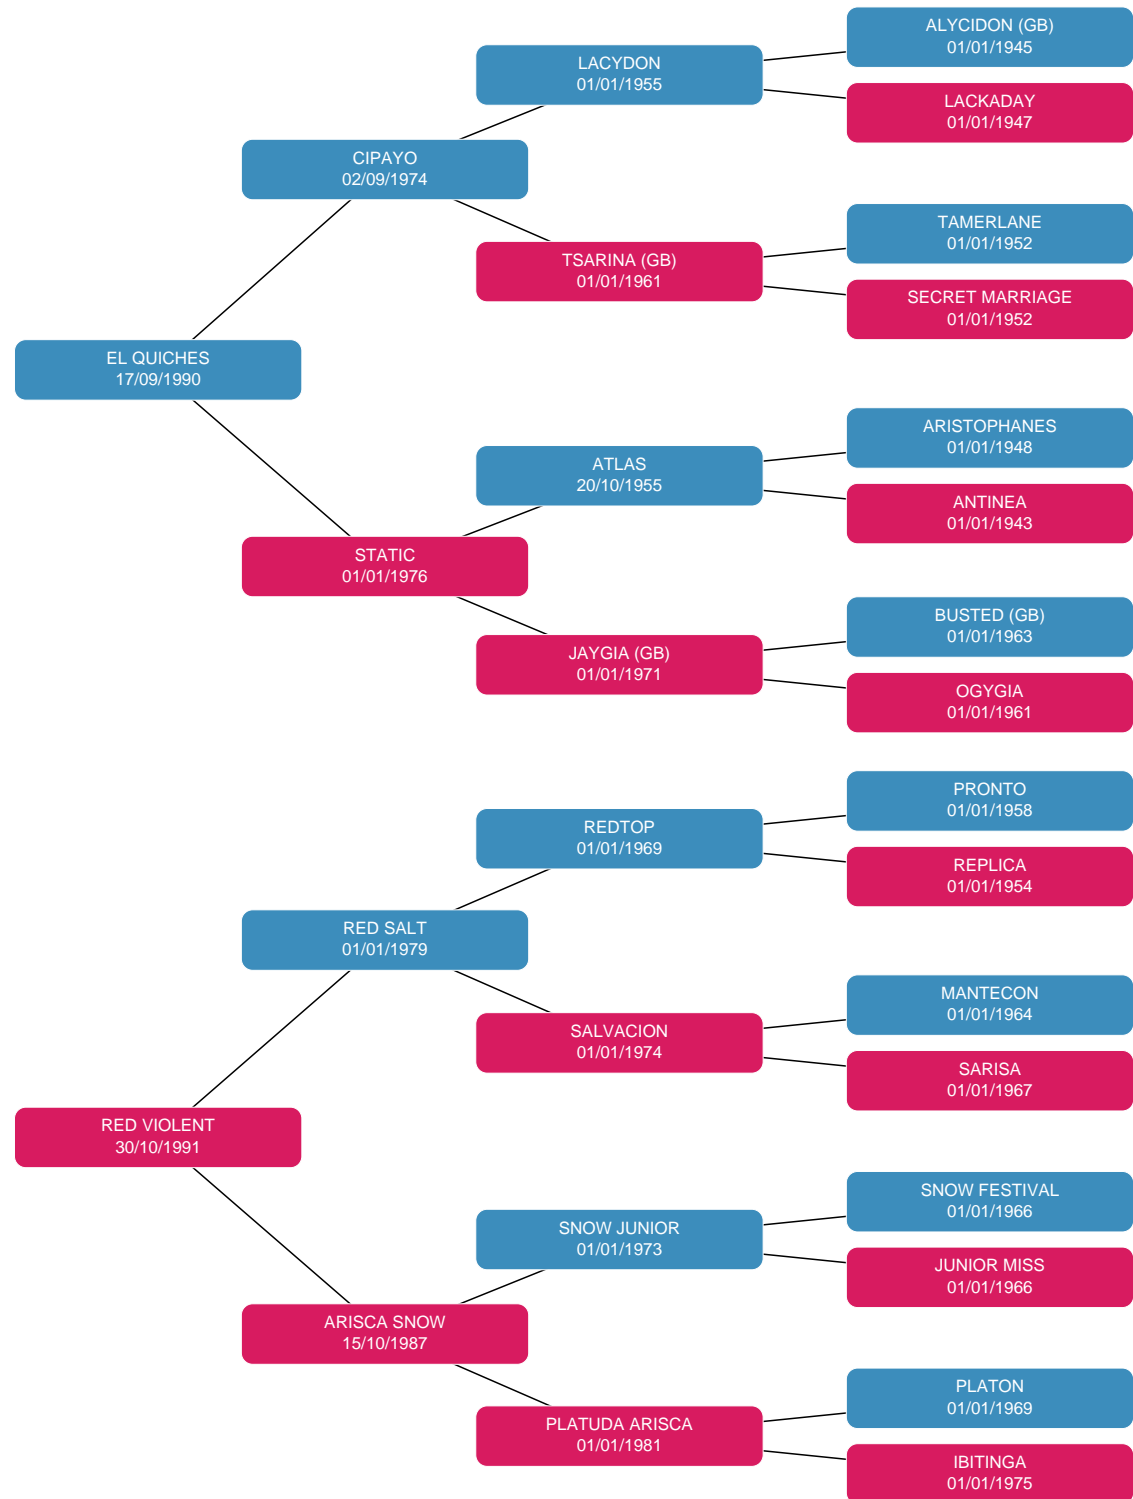 ALYCIDON (GB)
01/01/1945
LACYDON
01/01/1955
LACKADAY
01/01/1947
CIPAYO
02/09/1974
TAMERLANE
01/01/1952
TSARINA (GB)
01/01/1961
SECRET MARRIAGE
01/01/1952
EL QUICHES
17/09/1990
ARISTOPHANES
01/01/1948
ATLAS
20/10/1955
ANTINEA
01/01/1943
STATIC
01/01/1976
BUSTED (GB)
01/01/1963
JAYGIA (GB)
01/01/1971
OGYGIA
01/01/1961
PRONTO
01/01/1958
REDTOP
01/01/1969
REPLICA
01/01/1954
RED SALT
01/01/1979
MANTECON
01/01/1964
SALVACION
01/01/1974
SARISA
01/01/1967
RED VIOLENT
30/10/1991
SNOW FESTIVAL
01/01/1966
SNOW JUNIOR
01/01/1973
JUNIOR MISS
01/01/1966
ARISCA SNOW
15/10/1987
PLATON
01/01/1969
PLATUDA ARISCA
01/01/1981
IBITINGA
01/01/1975